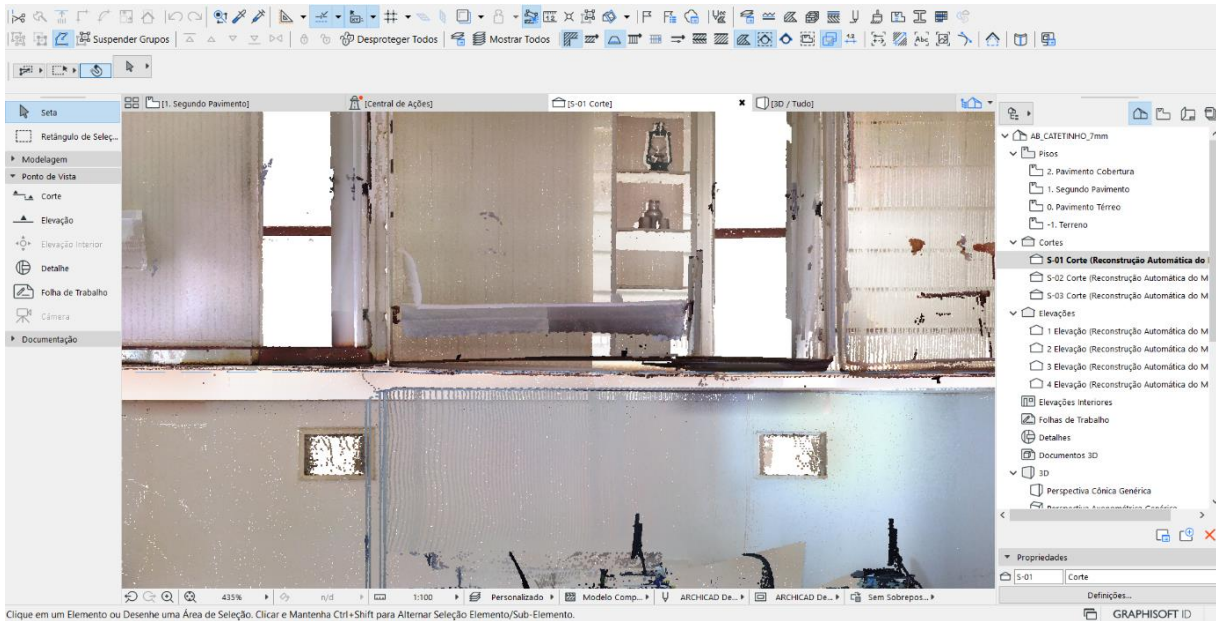 Suspender Grupos
Desproteger Todos
Mostrar Todos
Seta
Retângulo de Seleç...
Modelagem
Ponto de Vista
Corte
Elevação
Elevação Interior
Detalhe
Folha de Trabalho
Câmera
Documentação
[1. Segundo Pavimento]
[Central de Ações]
[S-01 Corte]
[3D / Tudo]
AB_CATETINHO_7mm
Pisos
2. Pavimento Cobertura
1. Segundo Pavimento
0. Pavimento Térreo
-1. Terreno
Cortes
S-01 Corte (Reconstrução Automática do
S-02 Corte (Reconstrução Automática do M
S-03 Corte (Reconstrução Automática do M
Elevações
1 Elevação (Reconstrução Automática do M
2 Elevação (Reconstrução Automática do M
3 Elevação (Reconstrução Automática do M
4 Elevação (Reconstrução Automática do M
Elevações Interiores
Folhas de Trabalho
Detalhes
Documentos 3D
3D
Perspectiva Cônica Genérica
Propriedades
S-01 Corte
Definições...
435% n/d 1:100 Personalizado Modelo Comp... ARCHICAD De... ARCHICAD De... Sem Sobrepos...
Clique em um Elemento ou Desenhe uma Área de Seleção. Clicar e Mantenha Ctrl+Shift para Alternar Seleção Elemento/Sub-Elemento.
GRAPHISOFT ID